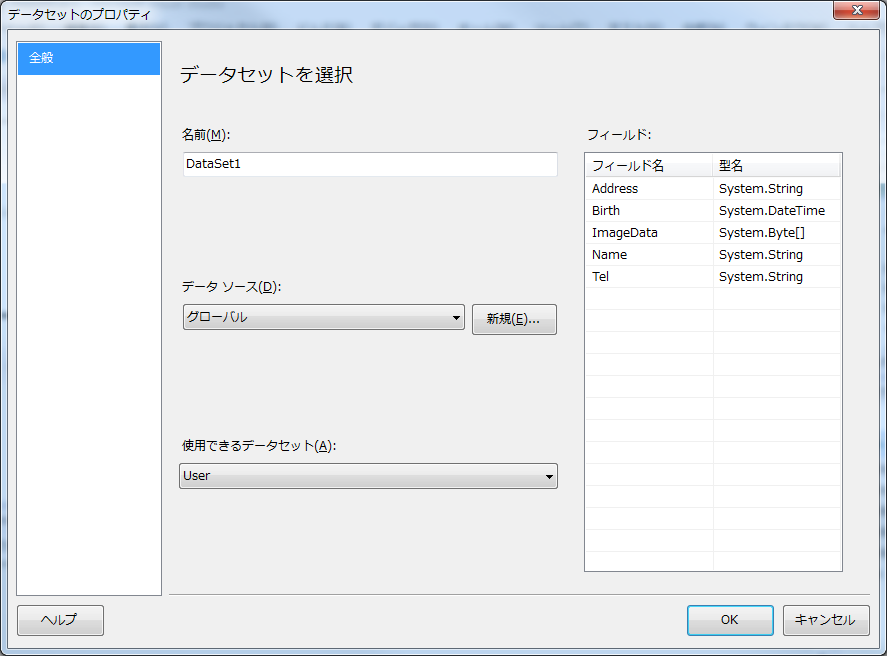 データセットのプロパティ
全般
データセットを選択
名前(M):
DataSet1
データ ソース(D):
グローバル
新規(E)...
使用できるデータセット(A):
User
フィールド:
フィールド名 型名
Address System.String
Birth System.DateTime
ImageData System.Byte[]
Name System.String
Tel System.String
ヘルプ
OK
キャンセル